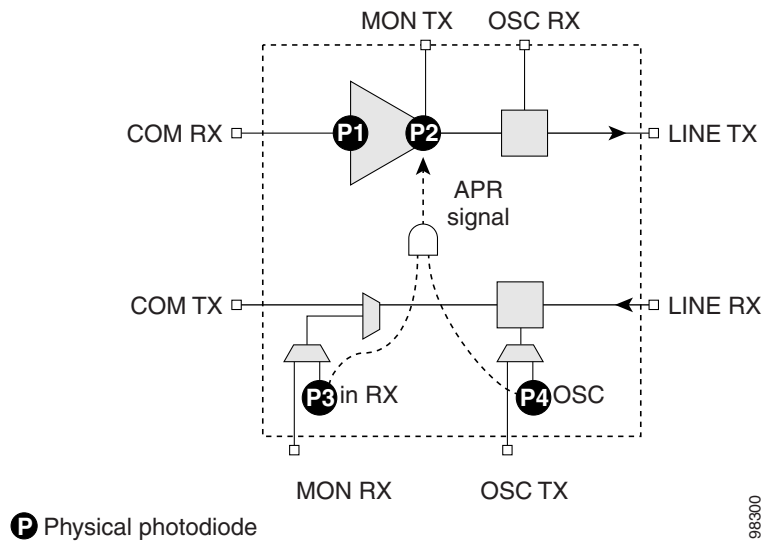 MON TX
OSC RX
COM RX
P1
P2
LINE TX
APR
signal
COM TX
LINE RX
P3
in RX
P4
OSC
MON RX
OSC TX
P Physical photodiode
98300